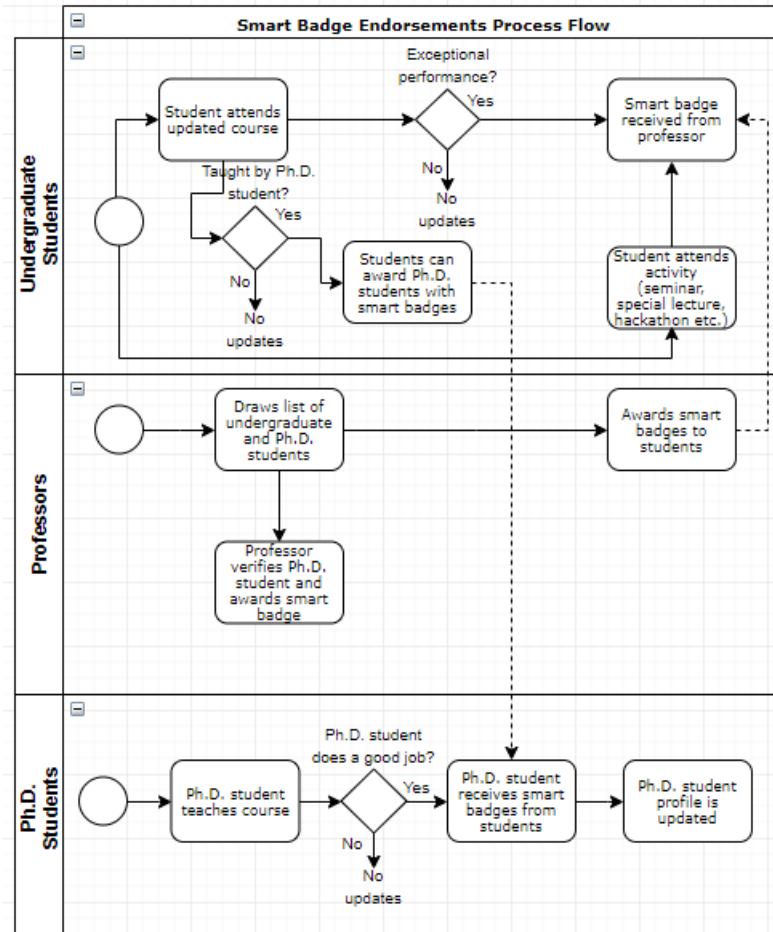 Smart Badge Endorsements Process Flow
Undergraduate
Students
Exceptional
performance?
Student attends
updated course
Yes
Smart badge
received from
professor
No
No
updates
Taught by Ph.D.
student?
Yes
No
No
updates
Students can
award Ph.D.
students with
smart badges
Student attends
activity
(seminar,
special lecture,
hackathon etc.)
Professors
Draws list of
undergraduate
and Ph.D.
students
Awards smart
badges to
students
Professor
verifies Ph.D.
student and
awards smart
badge
Ph.D.
Students
Ph.D. student
does a good job?
Ph.D. student
teaches course
Yes
No
No
updates
Ph.D. student
receives smart
badges from
students
Ph.D. student
profile is
updated